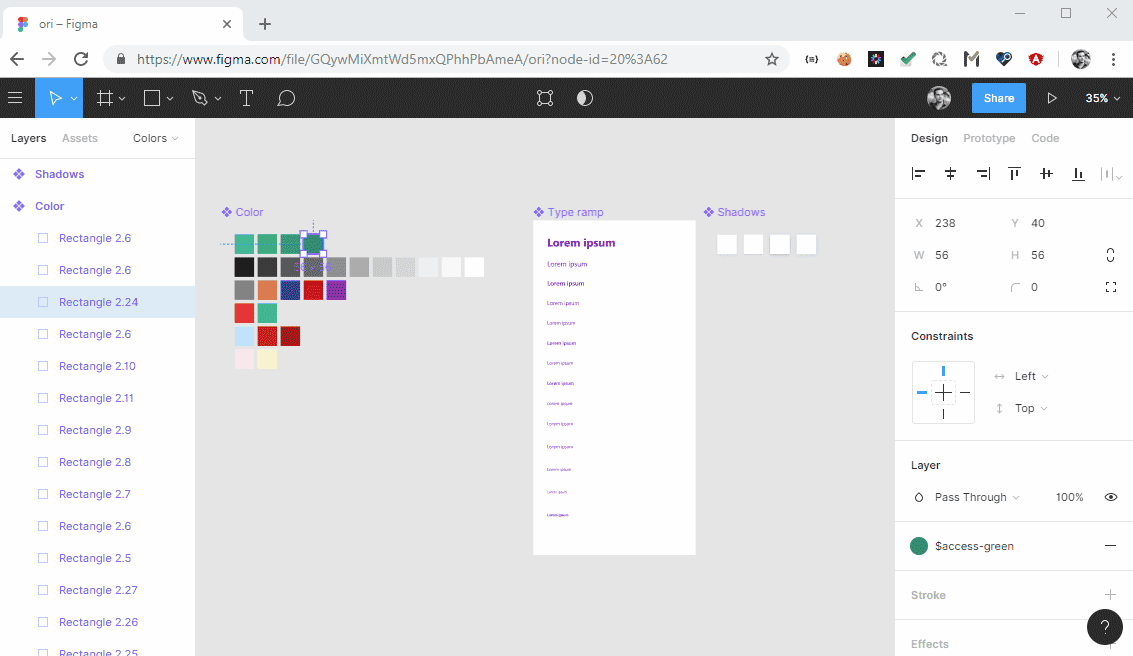 ori – Figma
https://www.figma.com/file/GQywMiXmtWd5mxQPhhPbAmeA/ori?node-id=20%3A62
Share
35%
Layers Assets Colors
Design Prototype Code
Shadows
Color
Rectangle 2.6
Rectangle 2.6
Rectangle 2.24
Rectangle 2.6
Rectangle 2.10
Rectangle 2.11
Rectangle 2.9
Rectangle 2.8
Rectangle 2.7
Rectangle 2.6
Rectangle 2.5
Rectangle 2.27
Rectangle 2.26
Rectangle 2.25
Color
Type ramp
Shadows
Lorem ipsum
Lorem ipsum
Lorem ipsum
Lorem ipsum
Lorem ipsum
Lorem ipsum
Lorem ipsum
Lorem ipsum
Lorem ipsum
Lorem ipsum
Lorem ipsum
Lorem ipsum
Lorem ipsum
Lorem ipsum
X 238 Y 40
W 56 H 56
0° 0
Constraints
Left
Top
Layer
Pass Through 100%
$access-green
Stroke
Effects
?